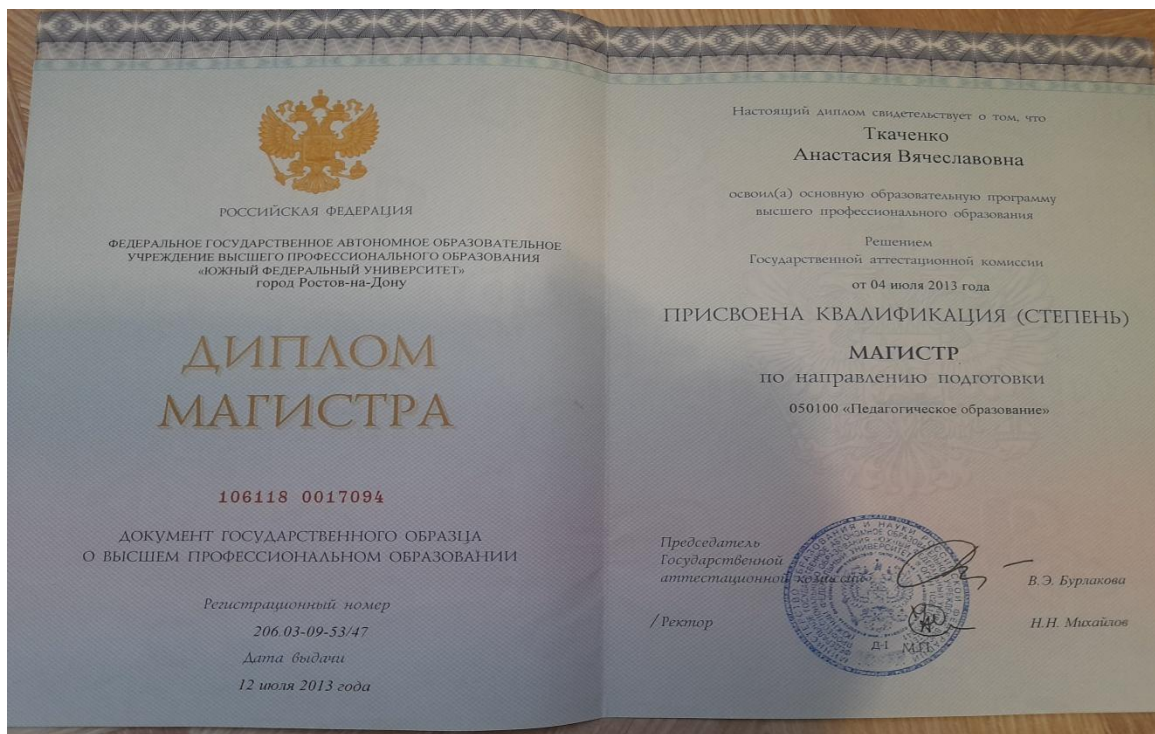 РОССИЙСКАЯ ФЕДЕРАЦИЯ
ФЕДЕРАЛЬНОЕ ГОСУДАРСТВЕННОЕ АВТОНОМНОЕ ОБРАЗОВАТЕЛЬНОЕ
УЧРЕЖДЕНИЕ ВЫСШЕГО ПРОФЕССИОНАЛЬНОГО ОБРАЗОВАНИЯ
«ЮЖНЫЙ ФЕДЕРАЛЬНЫЙ УНИВЕРСИТЕТ»
город Ростов-на-Дону
ДИПЛОМ
МАГИСТРА
106118 0017094
ДОКУМЕНТ ГОСУДАРСТВЕННОГО ОБРАЗЦА
О ВЫСШЕМ ПРОФЕССИОНАЛЬНОМ ОБРАЗОВАНИИ
Регистрационный номер
206.03-09-53/47
Дата выдачи
12 июля 2013 года
Настоящий диплом свидетельствует о том, что
Ткаченко
Анастасия Вячеславовна
освоил(а) основную образовательную программу
высшего профессионального образования
Решением
Государственной аттестационной комиссии
от 04 июля 2013 года
ПРИСВОЕНА КВАЛИФИКАЦИЯ (СТЕПЕНЬ)
МАГИСТР
по направлению подготовки
050100 «Педагогическое образование»
Председатель
Государственной
аттестационной комиссии
В.Э. Бурлакова
/ Ректор
Н.Н. Михайлов
Д-1 М.П.